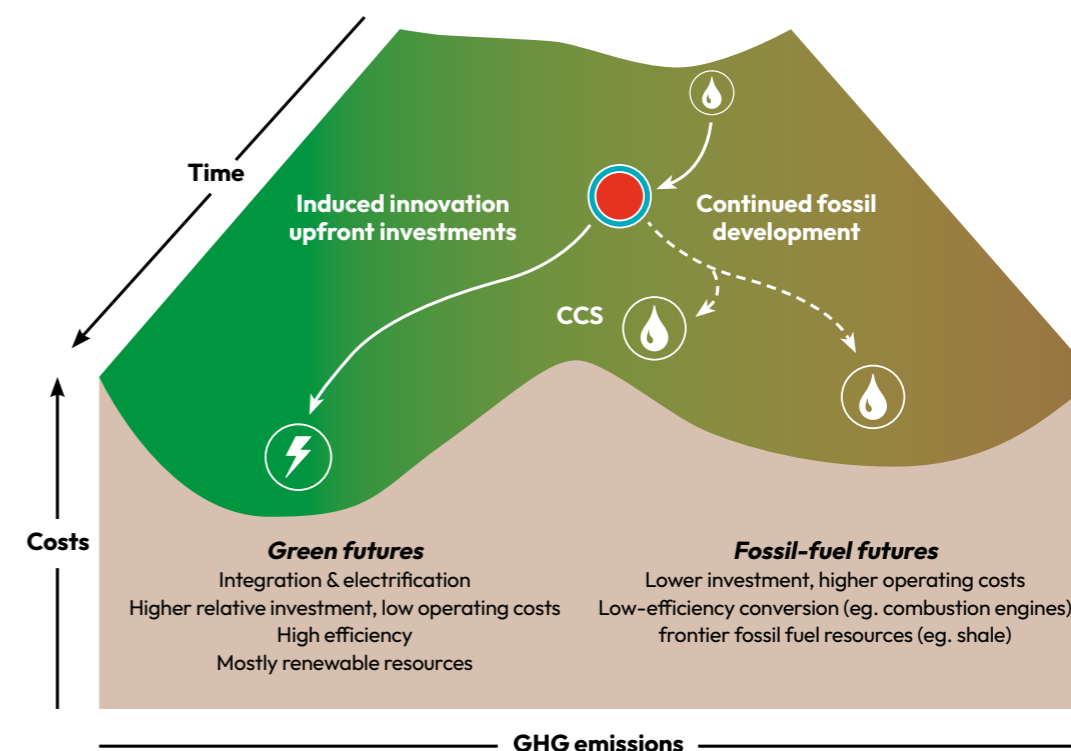 Time
Induced innovation
upfront investments
Continued fossil
development
CCS
Costs
Green futures
Integration & electrification
Higher relative investment, low operating costs
High efficiency
Mostly renewable resources
Fossil-fuel futures
Lower investment, higher operating costs
Low-efficiency conversion (eg. combustion engines)
frontier fossil fuel resources (eg. shale)
GHG emissions